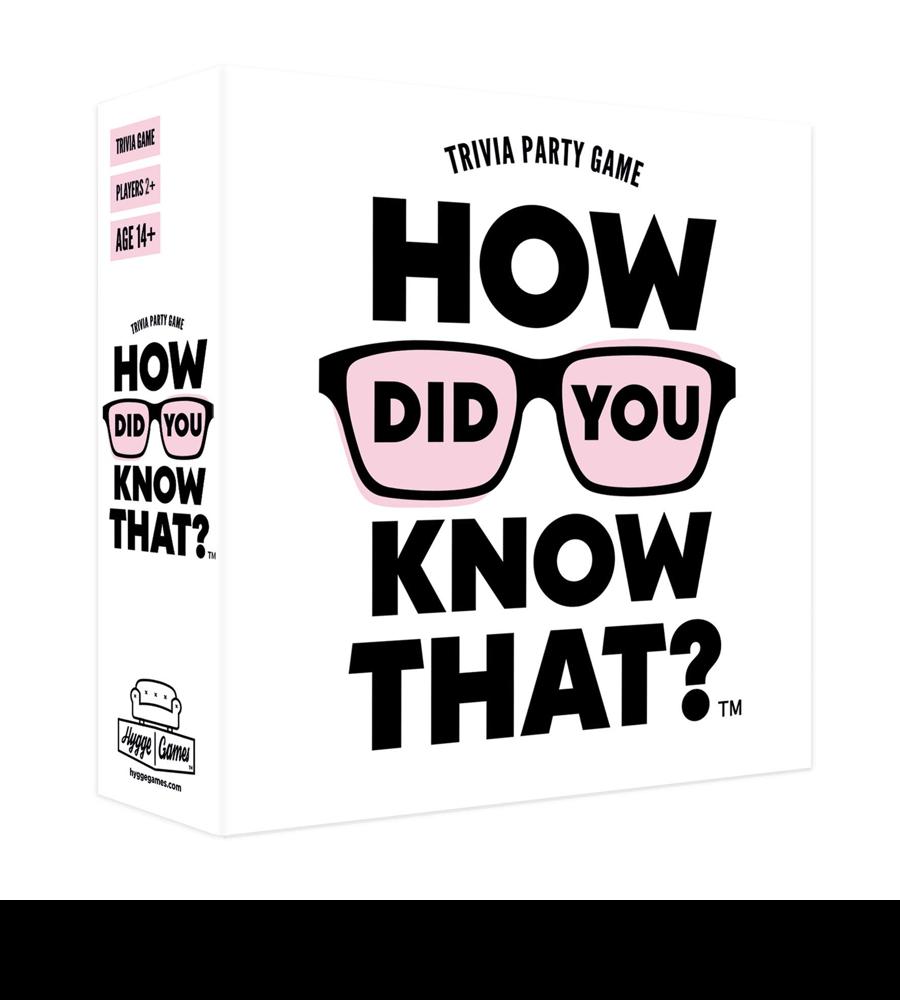 TRIVIA GAME
PLAYERS 2+
AGE 14+
TRIVIA PARTY GAME
HOW
DID YOU
KNOW
THAT?™
Hygge Games™
hyggegames.com
TRIVIA PARTY GAME
HOW
DID YOU
KNOW
THAT?™